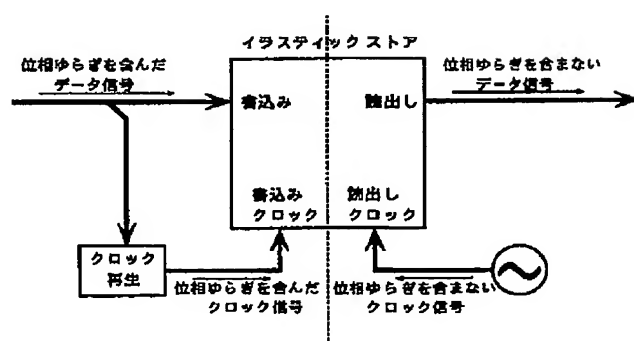 イラスティックストア
位相ゆらぎを含んだ
データ信号
位相ゆらぎを含まない
データ信号
書込み
読出し
書込み
クロック
読出し
クロック
クロック
再生
位相ゆらぎを含んだ
クロック信号
位相ゆらぎを含まない
クロック信号